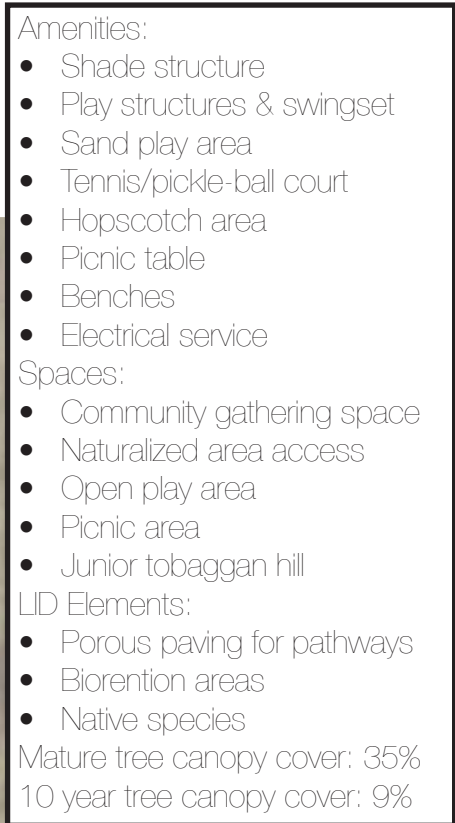 Amenities:
• Shade structure
• Play structures & swingset
• Sand play area
• Tennis/pickle-ball court
• Hopscotch area
• Picnic table
• Benches
• Electrical service
Spaces:
• Community gathering space
• Naturalized area access
• Open play area
• Picnic area
• Junior tobaggan hill
LID Elements:
• Porous paving for pathways
• Biorention areas
• Native species
Mature tree canopy cover: 35%
10 year tree canopy cover: 9%